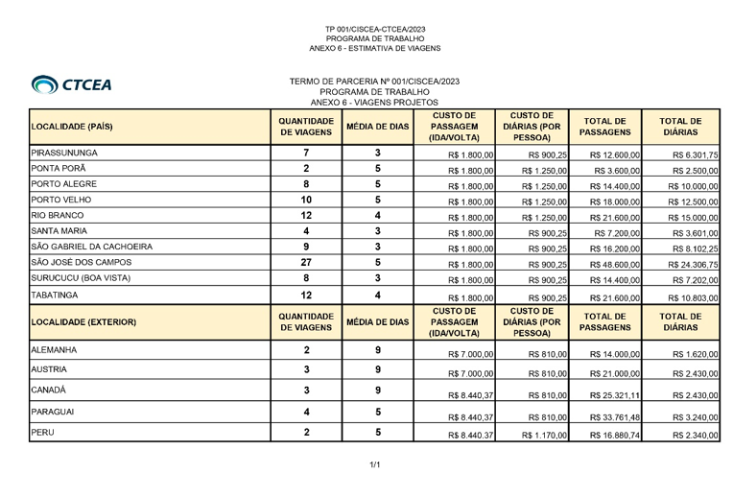 TP 001/CISCEA-CTCEA/2023
PROGRAMA DE TRABALHO
ANEXO 6 - ESTIMATIVA DE VIAGENS
CTCEA
TERMO DE PARCERIA Nº 001/CISCEA/2023
PROGRAMA DE TRABALHO
ANEXO 6 - VIAGENS PROJETOS
LOCALIDADE (PAÍS) QUANTIDADE DE VIAGENS MÉDIA DE DIAS CUSTO DE PASSAGEM (IDA/VOLTA) CUSTO DE DIÁRIAS (POR PESSOA) TOTAL DE PASSAGENS TOTAL DE DIÁRIAS
PIRASSUNUNGA 7 3 R$ 1.800,00 R$ 900,25 R$ 12.600,00 R$ 6.301,75
PONTA PORÃ 2 5 R$ 1.800,00 R$ 1.250,00 R$ 3.600,00 R$ 2.500,00
PORTO ALEGRE 8 5 R$ 1.800,00 R$ 1.250,00 R$ 14.400,00 R$ 10.000,00
PORTO VELHO 10 5 R$ 1.800,00 R$ 1.250,00 R$ 18.000,00 R$ 12.500,00
RIO BRANCO 12 4 R$ 1.800,00 R$ 1.250,00 R$ 21.600,00 R$ 15.000,00
SANTA MARIA 4 3 R$ 1.800,00 R$ 900,25 R$ 7.200,00 R$ 3.601,00
SÃO GABRIEL DA CACHOEIRA 9 3 R$ 1.800,00 R$ 900,25 R$ 16.200,00 R$ 8.102,25
SÃO JOSÉ DOS CAMPOS 27 5 R$ 1.800,00 R$ 900,25 R$ 48.600,00 R$ 24.306,75
SURUCUCU (BOA VISTA) 8 3 R$ 1.800,00 R$ 900,25 R$ 14.400,00 R$ 7.202,00
TABATINGA 12 4 R$ 1.800,00 R$ 900,25 R$ 21.600,00 R$ 10.803,00
LOCALIDADE (EXTERIOR) QUANTIDADE DE VIAGENS MÉDIA DE DIAS CUSTO DE PASSAGEM (IDA/VOLTA) CUSTO DE DIÁRIAS (POR PESSOA) TOTAL DE PASSAGENS TOTAL DE DIÁRIAS
ALEMANHA 2 9 R$ 7.000,00 R$ 810,00 R$ 14.000,00 R$ 1.620,00
AUSTRIA 3 9 R$ 7.000,00 R$ 810,00 R$ 21.000,00 R$ 2.430,00
CANADÁ 3 9 R$ 8.440,37 R$ 810,00 R$ 25.321,11 R$ 2.430,00
PARAGUAI 4 5 R$ 8.440,37 R$ 810,00 R$ 33.761,48 R$ 3.240,00
PERU 2 5 R$ 8.440,37 R$ 1.170,00 R$ 16.880,74 R$ 2.340,00
1/1